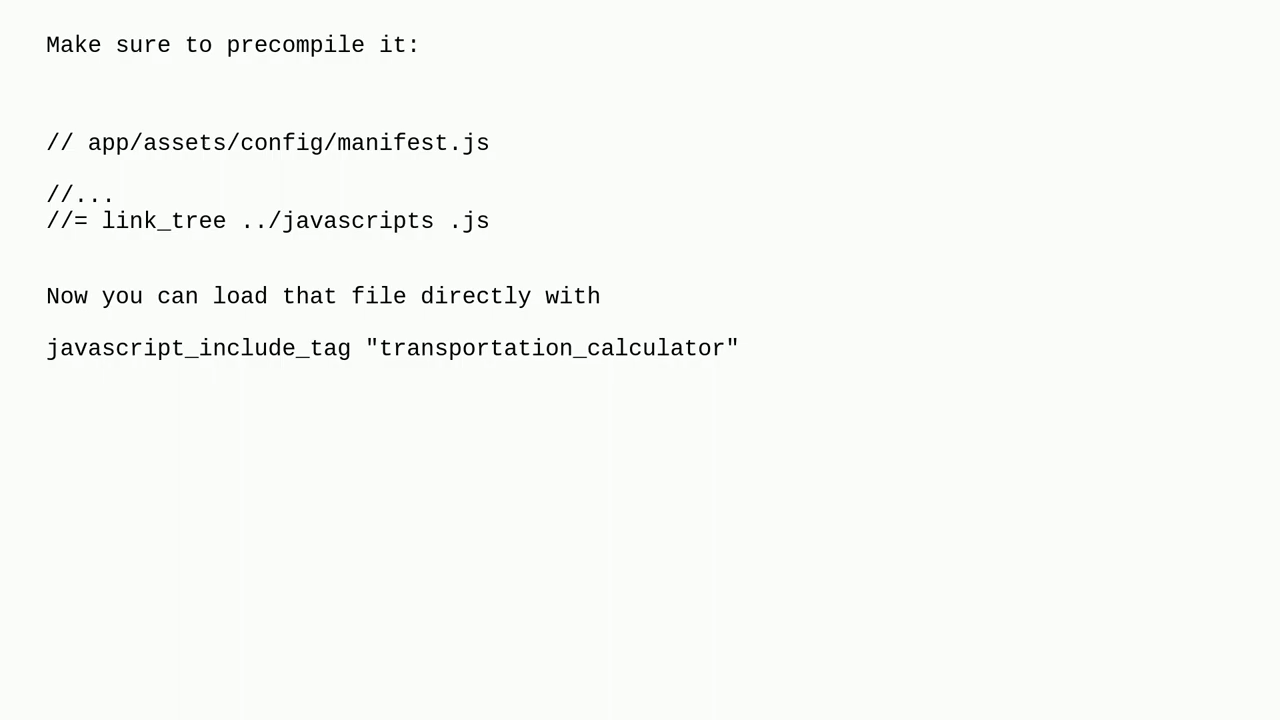 Make sure to precompile it:
// app/assets/config/manifest.js
//...
//= link_tree ../javascripts .js
Now you can load that file directly with
javascript_include_tag "transportation_calculator"